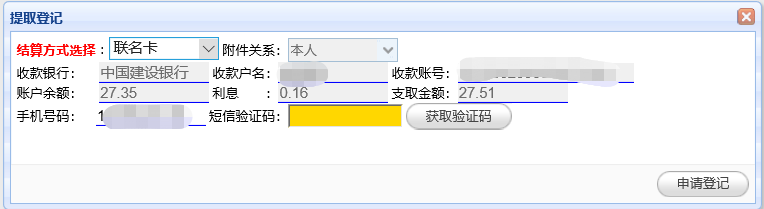 提取登记
结算方式选择: 联名卡 附件关系: 本人
收款银行: 中国建设银行 收款户名: 收款账号:
账户余额: 27.35 利息 : 0.16 支取金额: 27.51
手机号码: 1 短信验证码: 获取验证码
申请登记